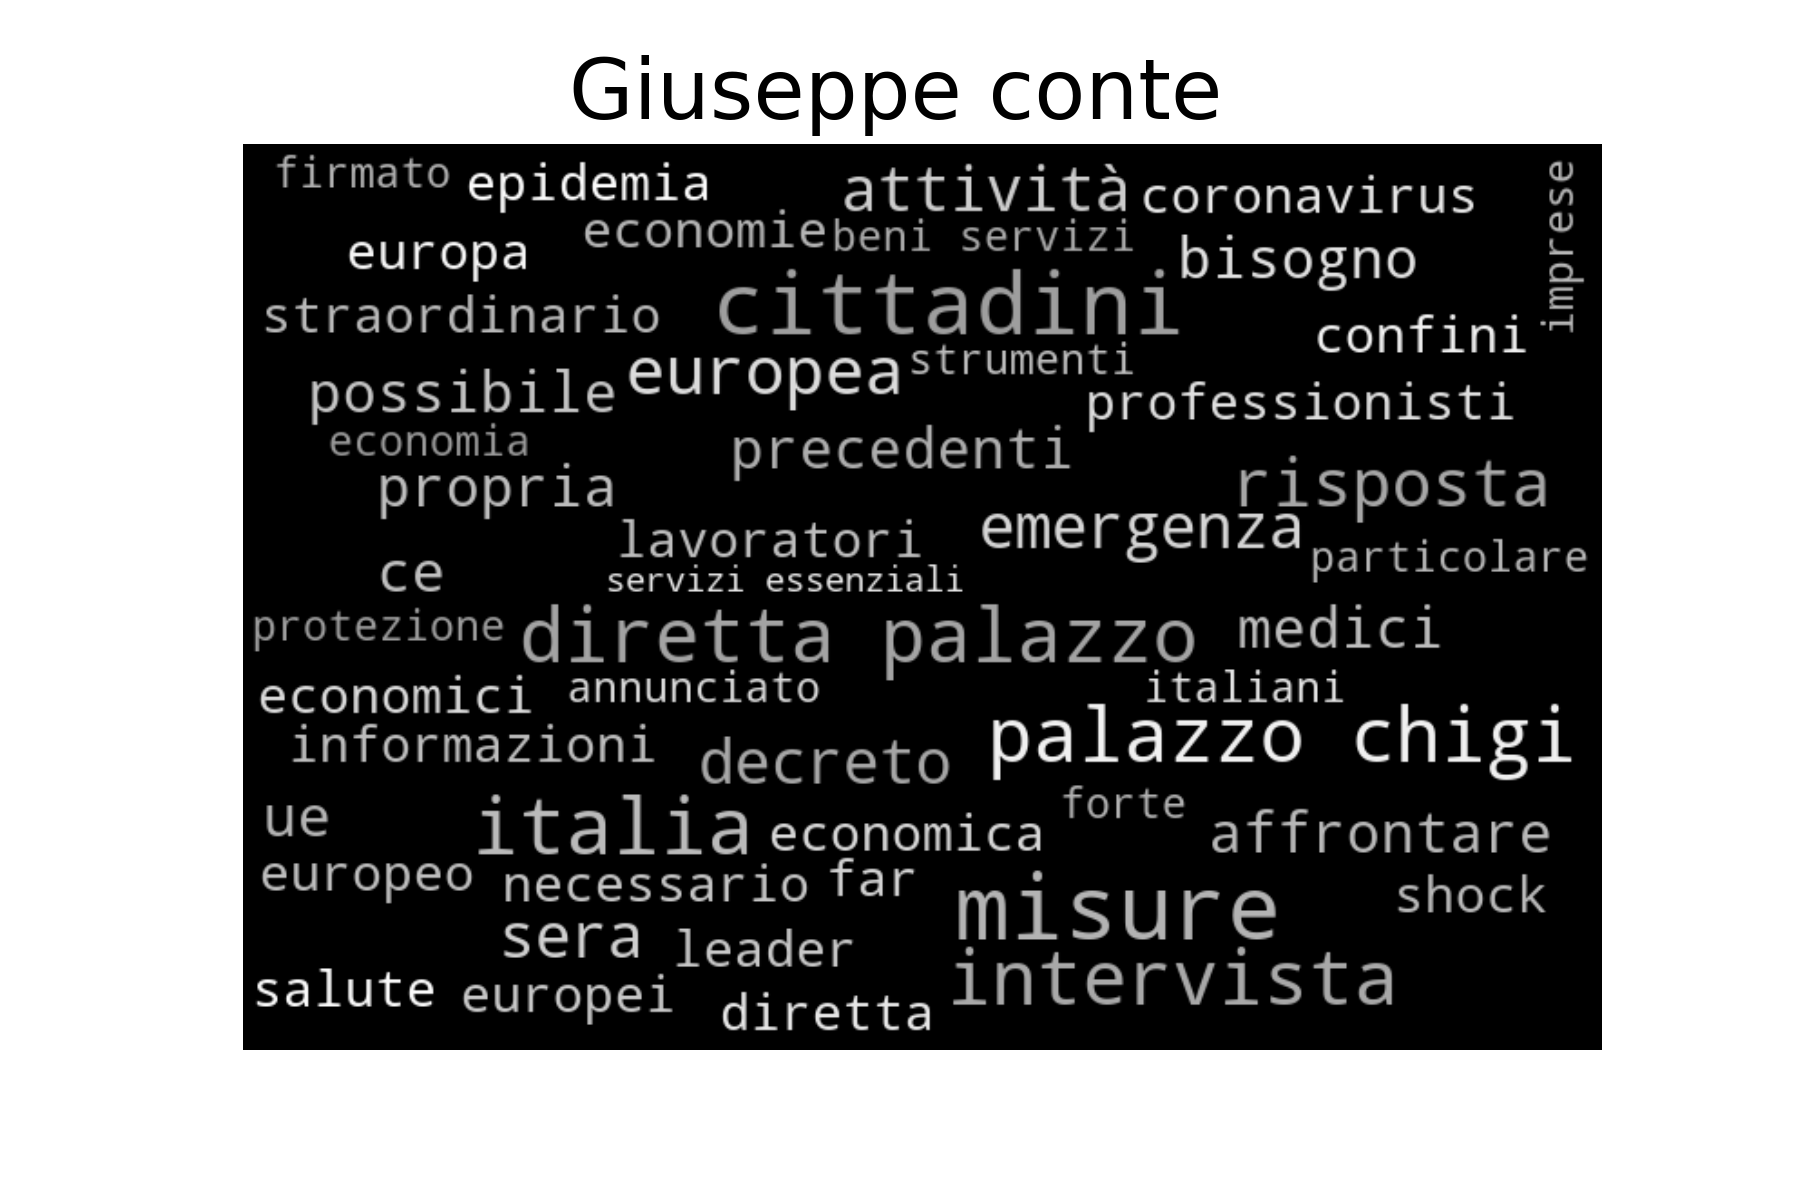 Giuseppe conte
firmato epidemia attività coronavirus imprese
europa economie beni servizi bisogno
straordinario cittadini confini
possibile europea strumenti professionisti
economia precedenti
propria risposta
lavoratori emergenza particolare
ce servizi essenziali
protezione diretta palazzo medici
economici annunciato italiani
informazioni decreto palazzo chigi
ue italia economica forte affrontare
europeo necessario far misure shock
sera leader intervista
salute europei diretta